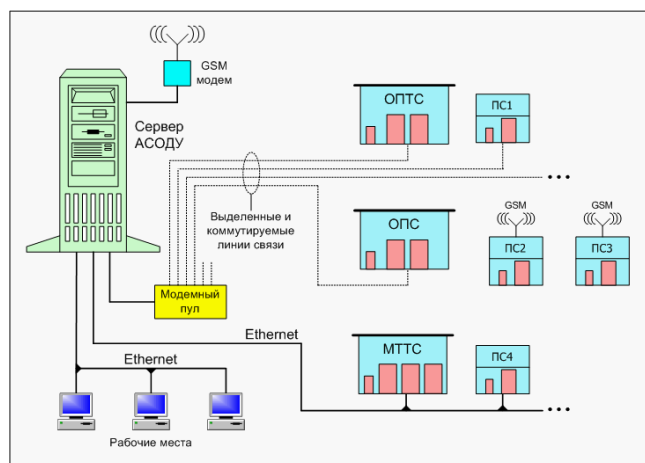 GSM
модем
Сервер
АСОДУ
ОПТС
ПС1
...
Выделенные и
коммутируемые
линии связи
ОПС
GSM
ПС2
GSM
ПС3
Модемный
пул
Ethernet
МТТС
ПС4
...
Ethernet
Рабочие места